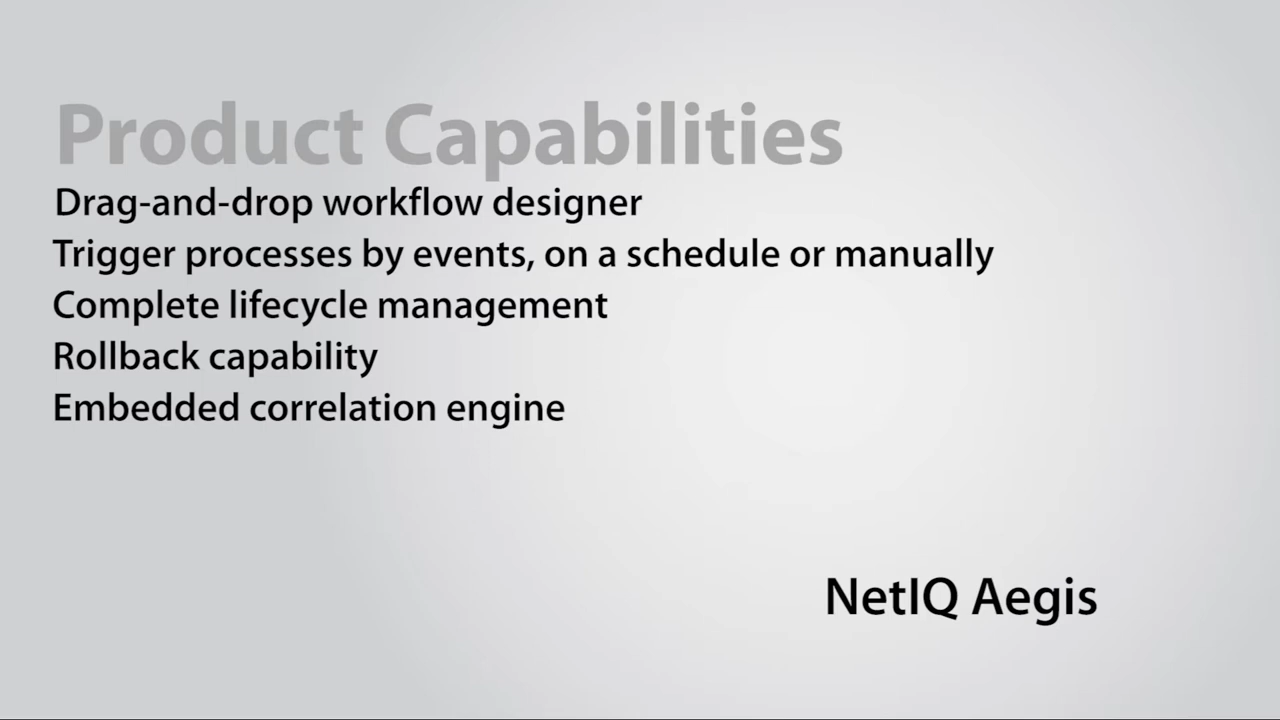 Product Capabilities
Drag-and-drop workflow designer
Trigger processes by events, on a schedule or manually
Complete lifecycle management
Rollback capability
Embedded correlation engine
NetIQ Aegis